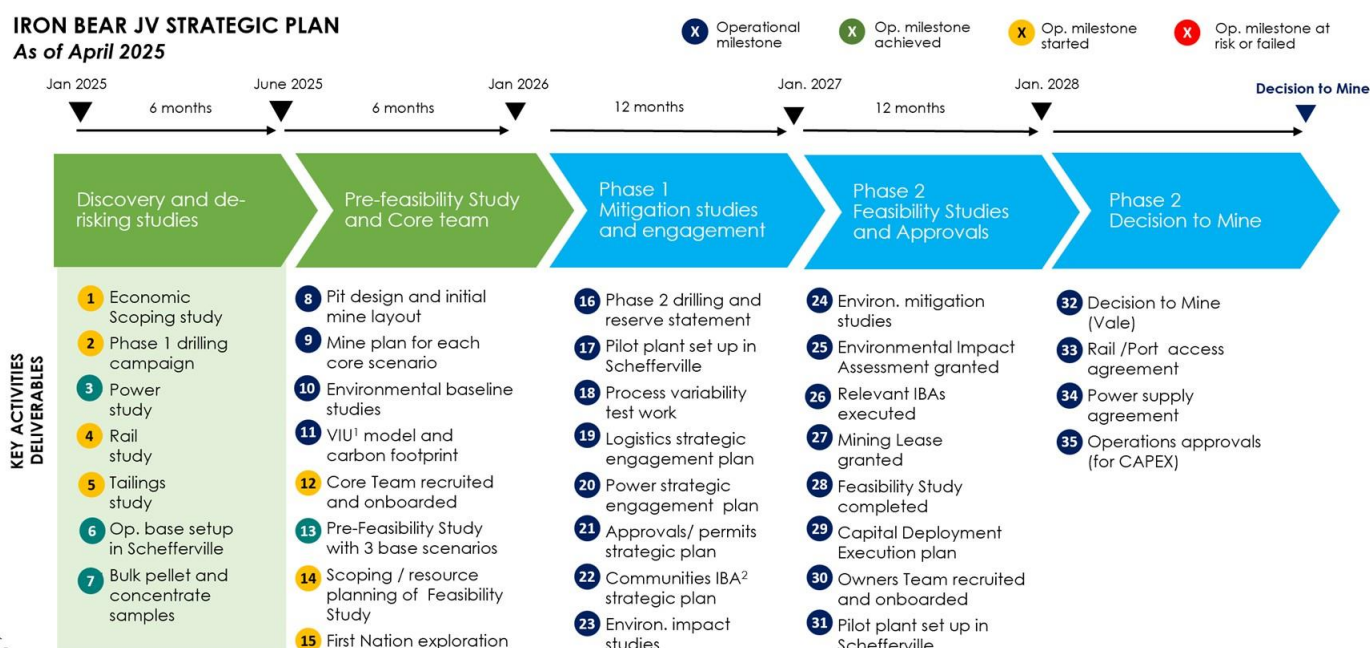 IRON BEAR JV STRATEGIC PLAN
As of April 2025
X Operational
milestone
X Op. milestone
achieved
X Op. milestone
started
X Op. milestone at
risk or failed
Jan 2025
June 2025
Jan 2026
Jan. 2027
Jan. 2028
Decision to Mine
6 months
6 months
12 months
12 months
Discovery and de-
risking studies
Pre-feasibility Study
and Core team
Phase 1
Mitigation studies
and engagement
Phase 2
Feasibility Studies
and Approvals
Phase 2
Decision to Mine
KEY ACTIVITIES
DELIVERABLES
1 Economic
Scoping study
2 Phase 1 drilling
campaign
3 Power
study
4 Rail
study
5 Tailings
study
6 Op. base setup
in Schefferville
7 Bulk pellet and
concentrate
samples
8 Pit design and initial
mine layout
9 Mine plan for each
core scenario
10 Environmental baseline
studies
11 VIU¹ model and
carbon footprint
12 Core Team recruited
and onboarded
13 Pre-Feasibility Study
with 3 base scenarios
14 Scoping / resource
planning of Feasibility
Study
15 First Nation exploration
16 Phase 2 drilling and
reserve statement
17 Pilot plant set up in
Schefferville
18 Process variability
test work
19 Logistics strategic
engagement plan
20 Power strategic
engagement plan
21 Approvals/ permits
strategic plan
22 Communities IBA²
strategic plan
23 Environ. impact
studies
24 Environ. mitigation
studies
25 Environmental Impact
Assessment granted
26 Relevant IBAs
executed
27 Mining Lease
granted
28 Feasibility Study
completed
29 Capital Deployment
Execution plan
30 Owners Team recruited
and onboarded
31 Pilot plant set up in
Schefferville
32 Decision to Mine
(Vale)
33 Rail /Port access
agreement
34 Power supply
agreement
35 Operations approvals
(for CAPEX)